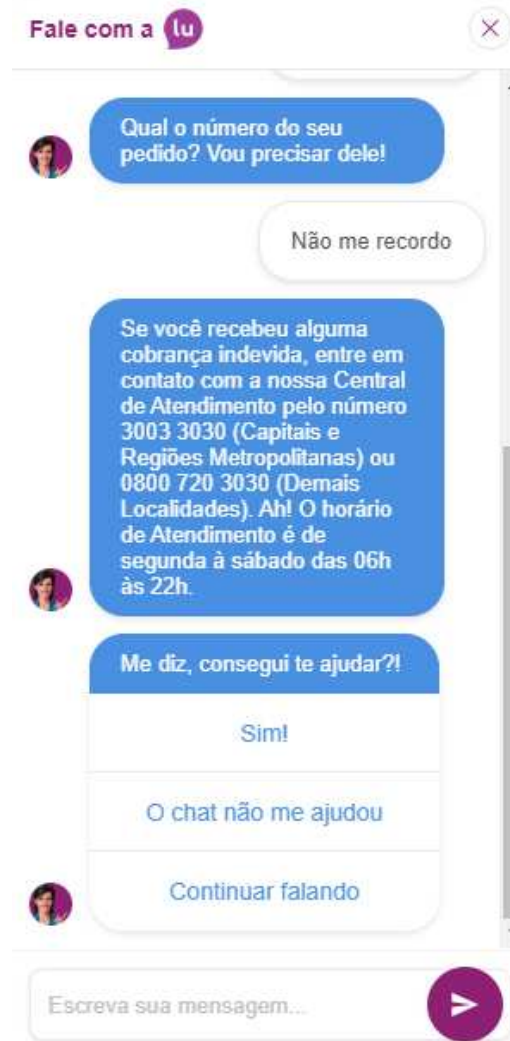 Fale com a lu
Qual o número do seu
pedido? Vou precisar dele!
Não me recordo
Se você recebeu alguma
cobrança indevida, entre em
contato com a nossa Central
de Atendimento pelo número
3003 3030 (Capitais e
Regiões Metropolitanas) ou
0800 720 3030 (Demais
Localidades). Ah! O horário
de Atendimento é de
segunda à sábado das 06h
às 22h.
Me diz, consegui te ajudar?!
Sim!
O chat não me ajudou
Continuar falando
Escreva sua mensagem...